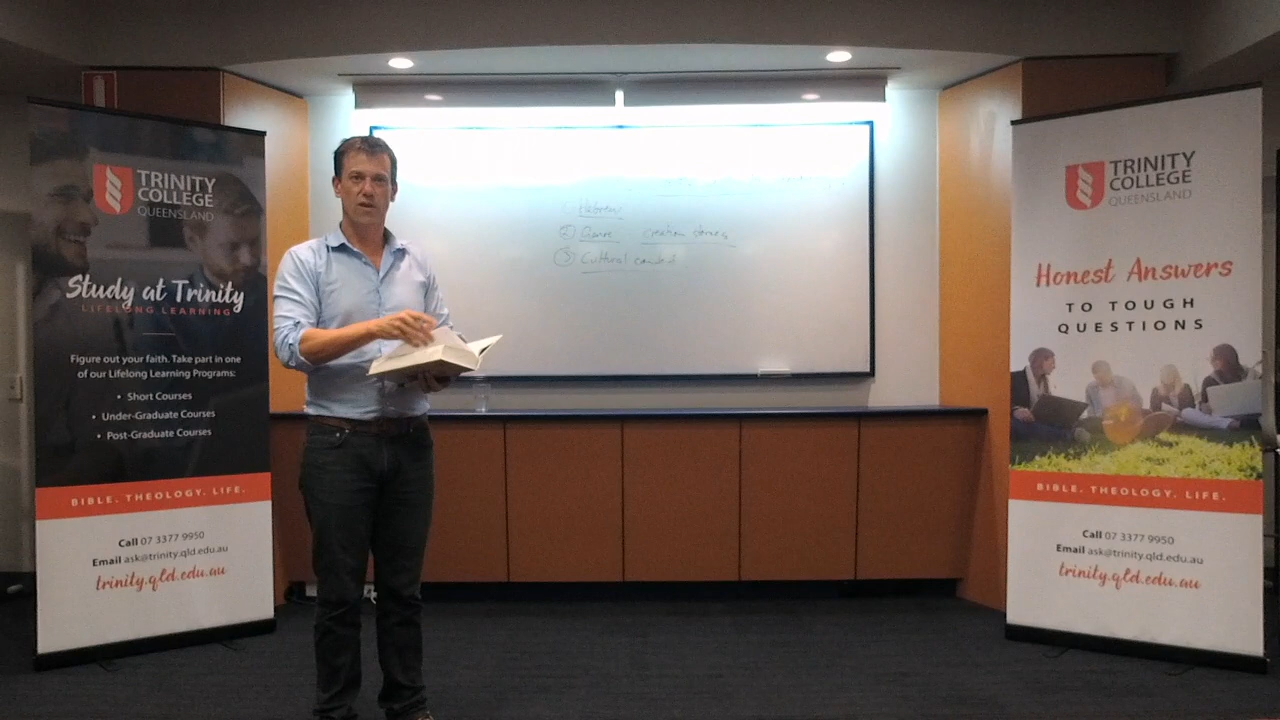 TRINITY
COLLEGE
QUEENSLAND
Study at Trinity
LIFELONG LEARNING
Figure out your faith. Take part in one
of our Lifelong Learning Programs:
• Short Courses
• Under-Graduate Courses
• Post-Graduate Courses
BIBLE. THEOLOGY. LIFE.
Call 07 3377 9950
Email ask@trinity.qld.edu.au
trinity.qld.edu.au
Hebrew
② Genre creation stories
③ Cultural
TRINITY
COLLEGE
QUEENSLAND
Honest Answers
TO TOUGH
QUESTIONS
BIBLE. THEOLOGY. LIFE.
Call 07 3377 9950
Email ask@trinity.qld.edu.au
trinity.qld.edu.au